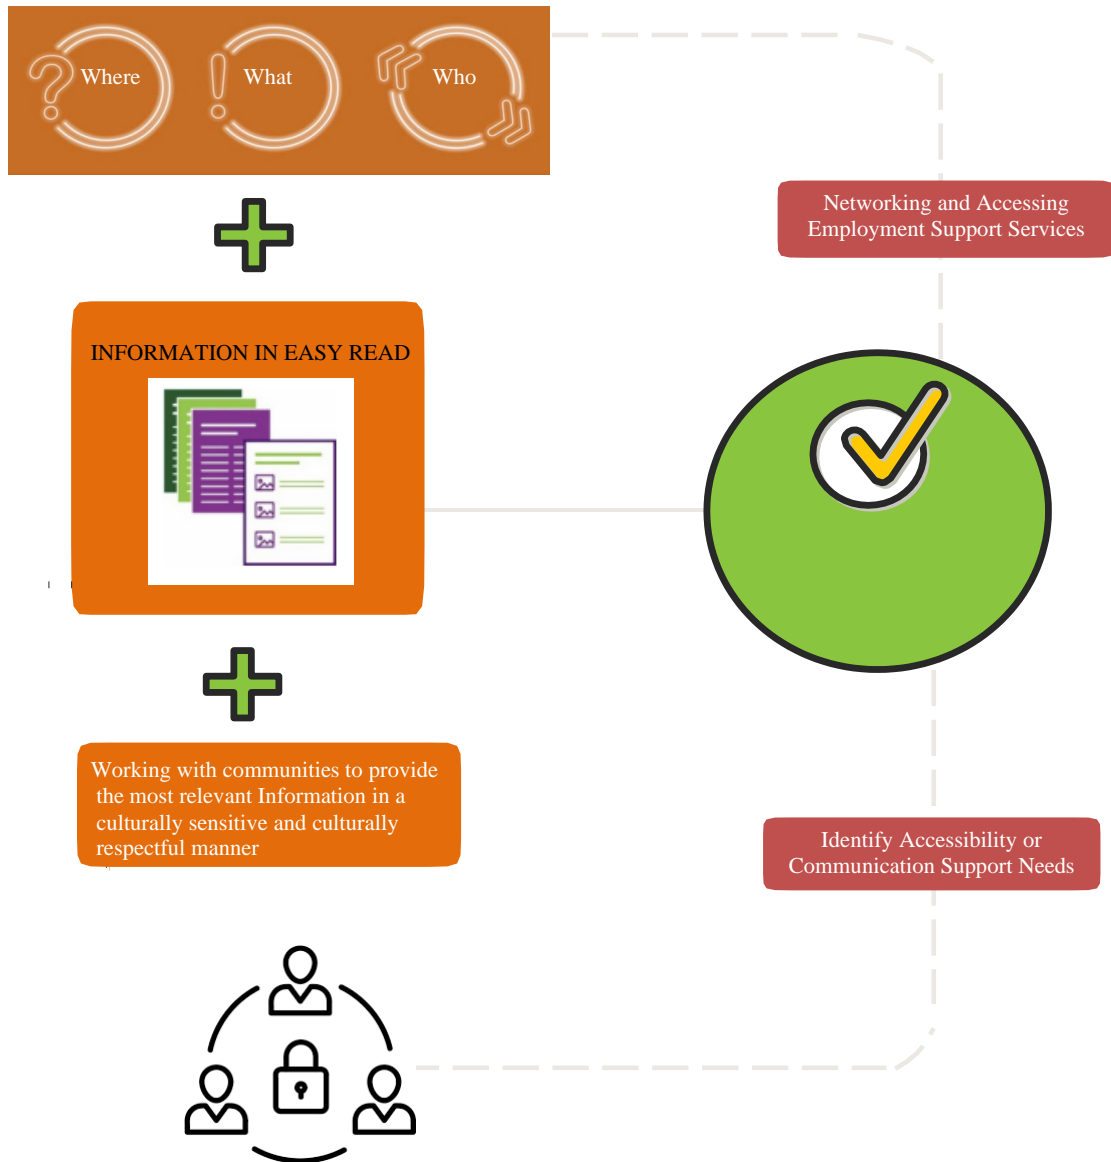 Where
What
Who
Networking and Accessing
Employment Support Services
INFORMATION IN EASY READ
Working with communities to provide
the most relevant Information in a
culturally sensitive and culturally
respectful manner
Identify Accessibility or
Communication Support Needs